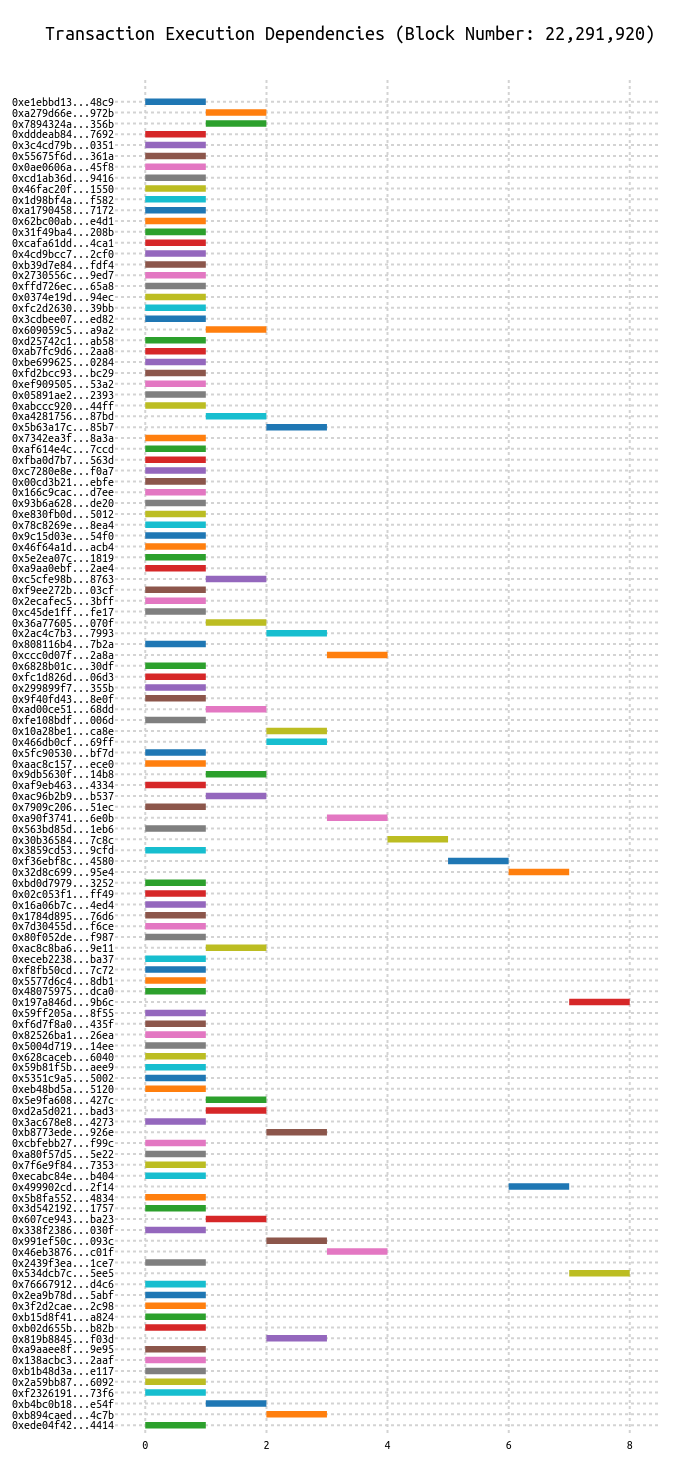 Transaction Execution Dependencies (Block Number: 22,291,920)
0xe1ebbd13...48c9
0xa279d66e...972b
0x7894324a...356b
0xdddeab84...7692
0x3c4cd79b...0351
0x55675f6d...361a
0x0ae0606a...45f8
0xcd1ab36d...9416
0x46fac20f...1550
0x1d98bf4a...f582
0xa1790458...7172
0x62bc00ab...e4d1
0x31f49ba4...208b
0xcafa61dd...4ca1
0x4cd9bcc7...2cf0
0xb39d7e84...fdf4
0x2730556c...9ed7
0xffd726ec...65a8
0x0374e19d...94ec
0xfc2d2630...39bb
0x3cdbee07...ed82
0x609059c5...a9a2
0xd25742c1...ab58
0xab7fc9d6...2aa8
0xbe699625...0284
0xfd2bcc93...bc29
0xef909505...53a2
0x05891ae2...2393
0xabccc920...44ff
0xa4281756...87bd
0x5b63a17c...85b7
0x7342ea3f...8a3a
0xaf614e4c...7ccd
0xfba0d7b7...563d
0xc7280e8e...f0a7
0x00cd3b21...ebfe
0x166c9cac...d7ee
0x93b6a628...de20
0xe830fb0d...5012
0x78c8269e...8ea4
0x9c15d03e...54f0
0x46f64a1d...acb4
0x5e2ea07c...1819
0xa9aa0ebf...2ae4
0xc5cfe98b...8763
0xf9ee272b...03cf
0x2ecafec5...3bff
0xc45de1ff...fe17
0x36a77605...070f
0x2ac4c7b3...7993
0x808116b4...7b2a
0xccc0d07f...2a8a
0x6828b01c...30df
0xfc1d826d...06d3
0x299899f7...355b
0x9f40fd43...8e0f
0xad00ce51...68dd
0xfe108bdf...006d
0x10a28be1...ca8e
0x466db0cf...69ff
0x5fc90530...bf7d
0xaac8c157...ece0
0x9db5630f...14b8
0xaf9eb463...4334
0xac96b2b9...b537
0x7909c206...51ec
0xa90f3741...6e0b
0x563bd85d...1eb6
0x30b36584...7c8c
0x3859cd53...9cfd
0xf36ebf8c...4580
0x32d8c699...95e4
0xbd0d7979...3252
0x02c053f1...ff49
0x16a06b7c...4ed4
0x1784d895...76d6
0x7d30455d...f6ce
0x80f052de...f987
0xac8c8ba6...9e11
0xeceb2238...ba37
0xf8fb50cd...7c72
0x5577d6c4...8db1
0x48075975...dca0
0x197a846d...9b6c
0x59ff205a...8f55
0xf6d7f8a0...435f
0x82526ba1...26ea
0x5004d719...14ee
0x628caceb...6040
0x59b81f5b...aee9
0x5351c9a5...5002
0xeb48bd5a...5120
0x5e9fa608...427c
0xd2a5d021...bad3
0x3ac678e8...4273
0xb8773ede...926e
0xcbfebb27...f99c
0xa80f57d5...5e22
0x7f6e9f84...7353
0xecabc84e...b404
0x499902cd...2f14
0x5b8fa552...4834
0x3d542192...1757
0x607ce943...ba23
0x338f2386...030f
0x991ef50c...093c
0x46eb3876...c01f
0x2439f3ea...1ce7
0x534dcb7c...5ee5
0x76667912...d4c6
0x2ea9b78d...5abf
0x3f2d2cae...2c98
0xb15d8f41...a824
0xb02d655b...b82b
0x819b8845...f03d
0xa9aaee8f...9e95
0x138acbc3...2aaf
0xb1b48d3a...e117
0x2a59bb87...6092
0xf2326191...73f6
0xb4bc0b18...e54f
0xb894caed...4c7b
0xede04f42...4414
0 2 4 6 8